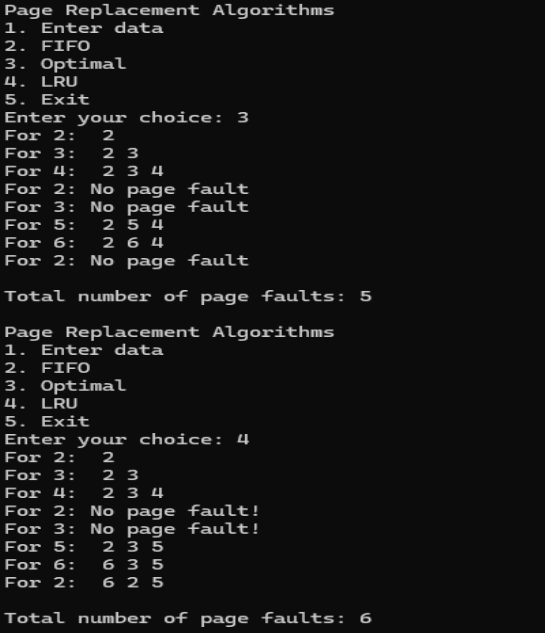 Page Replacement Algorithms
1. Enter data
2. FIFO
3. Optimal
4. LRU
5. Exit
Enter your choice: 3
For 2:  2
For 3:  2 3
For 4:  2 3 4
For 2: No page fault
For 3: No page fault
For 5:  2 5 4
For 6:  2 6 4
For 2: No page fault
Total number of page faults: 5
Page Replacement Algorithms
1. Enter data
2. FIFO
3. Optimal
4. LRU
5. Exit
Enter your choice: 4
For 2:  2
For 3:  2 3
For 4:  2 3 4
For 2: No page fault!
For 3: No page fault!
For 5:  2 3 5
For 6:  6 3 5
For 2:  6 2 5
Total number of page faults: 6